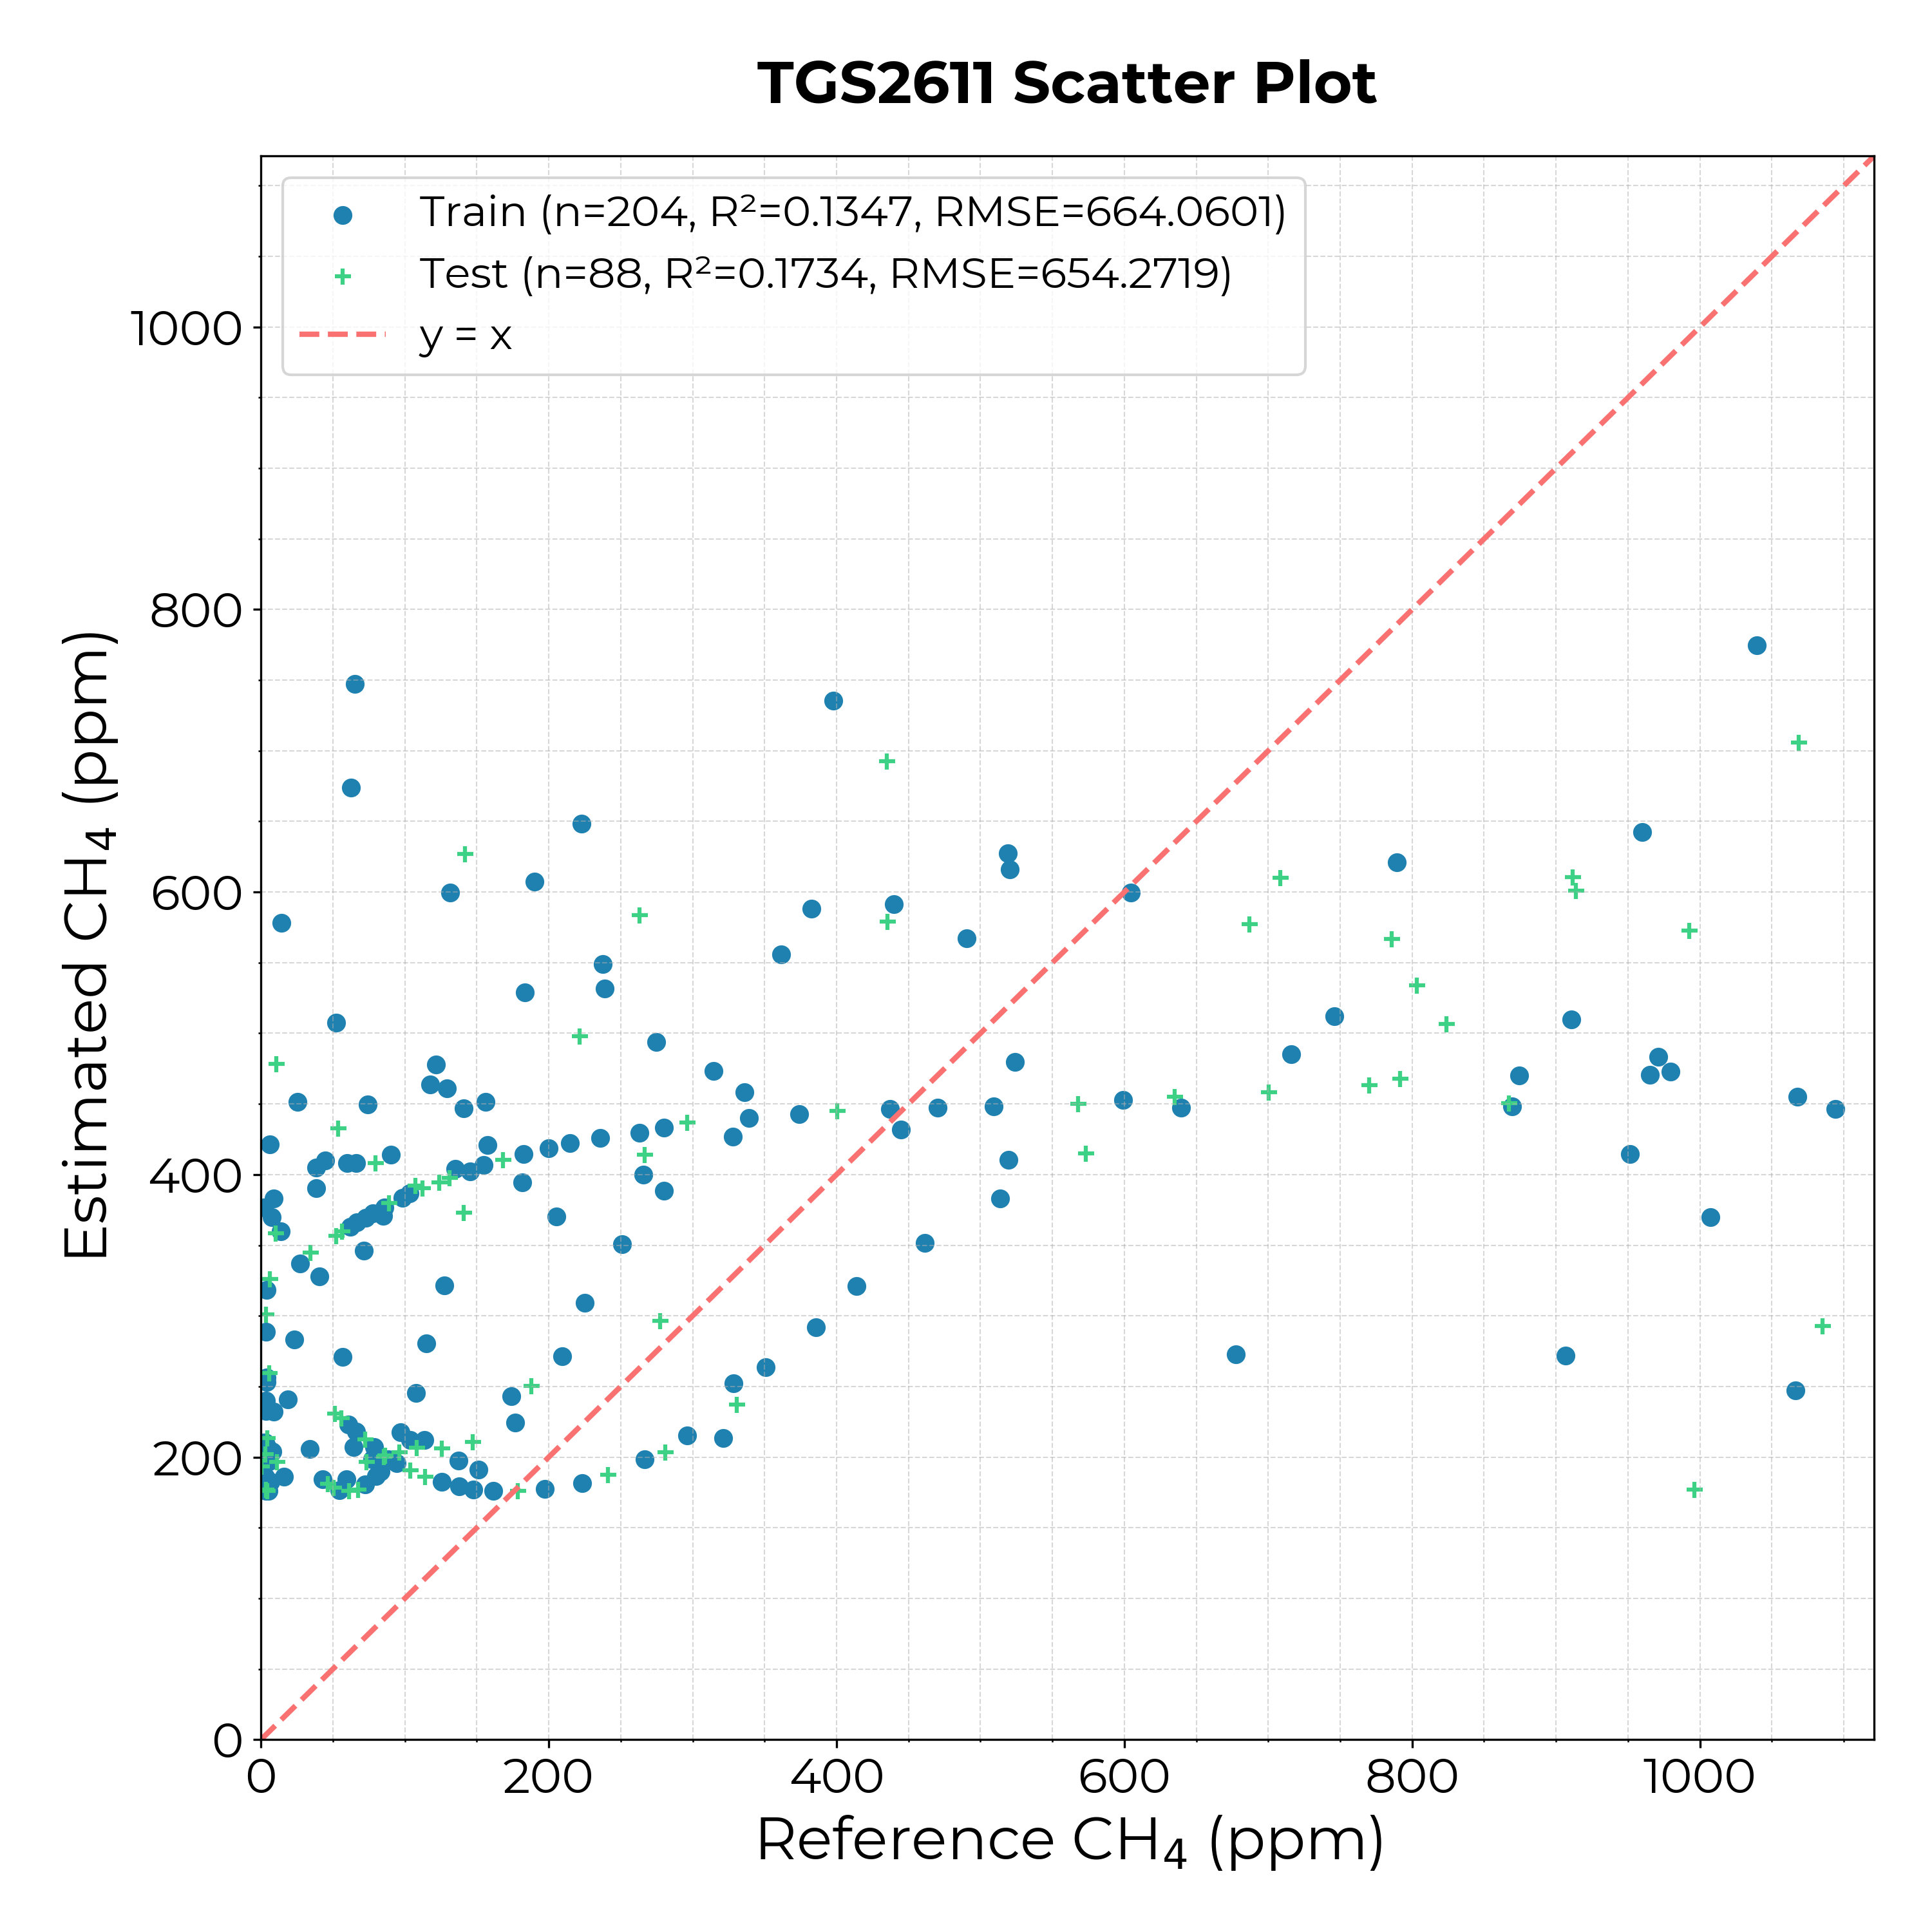 TGS2611 Scatter Plot
Train (n=204, R²=0.1347, RMSE=664.0601)
Test (n=88, R²=0.1734, RMSE=654.2719)
y = x
Estimated CH₄ (ppm)
1000
800
600
400
200
0
0 200 400 600 800 1000
Reference CH₄ (ppm)